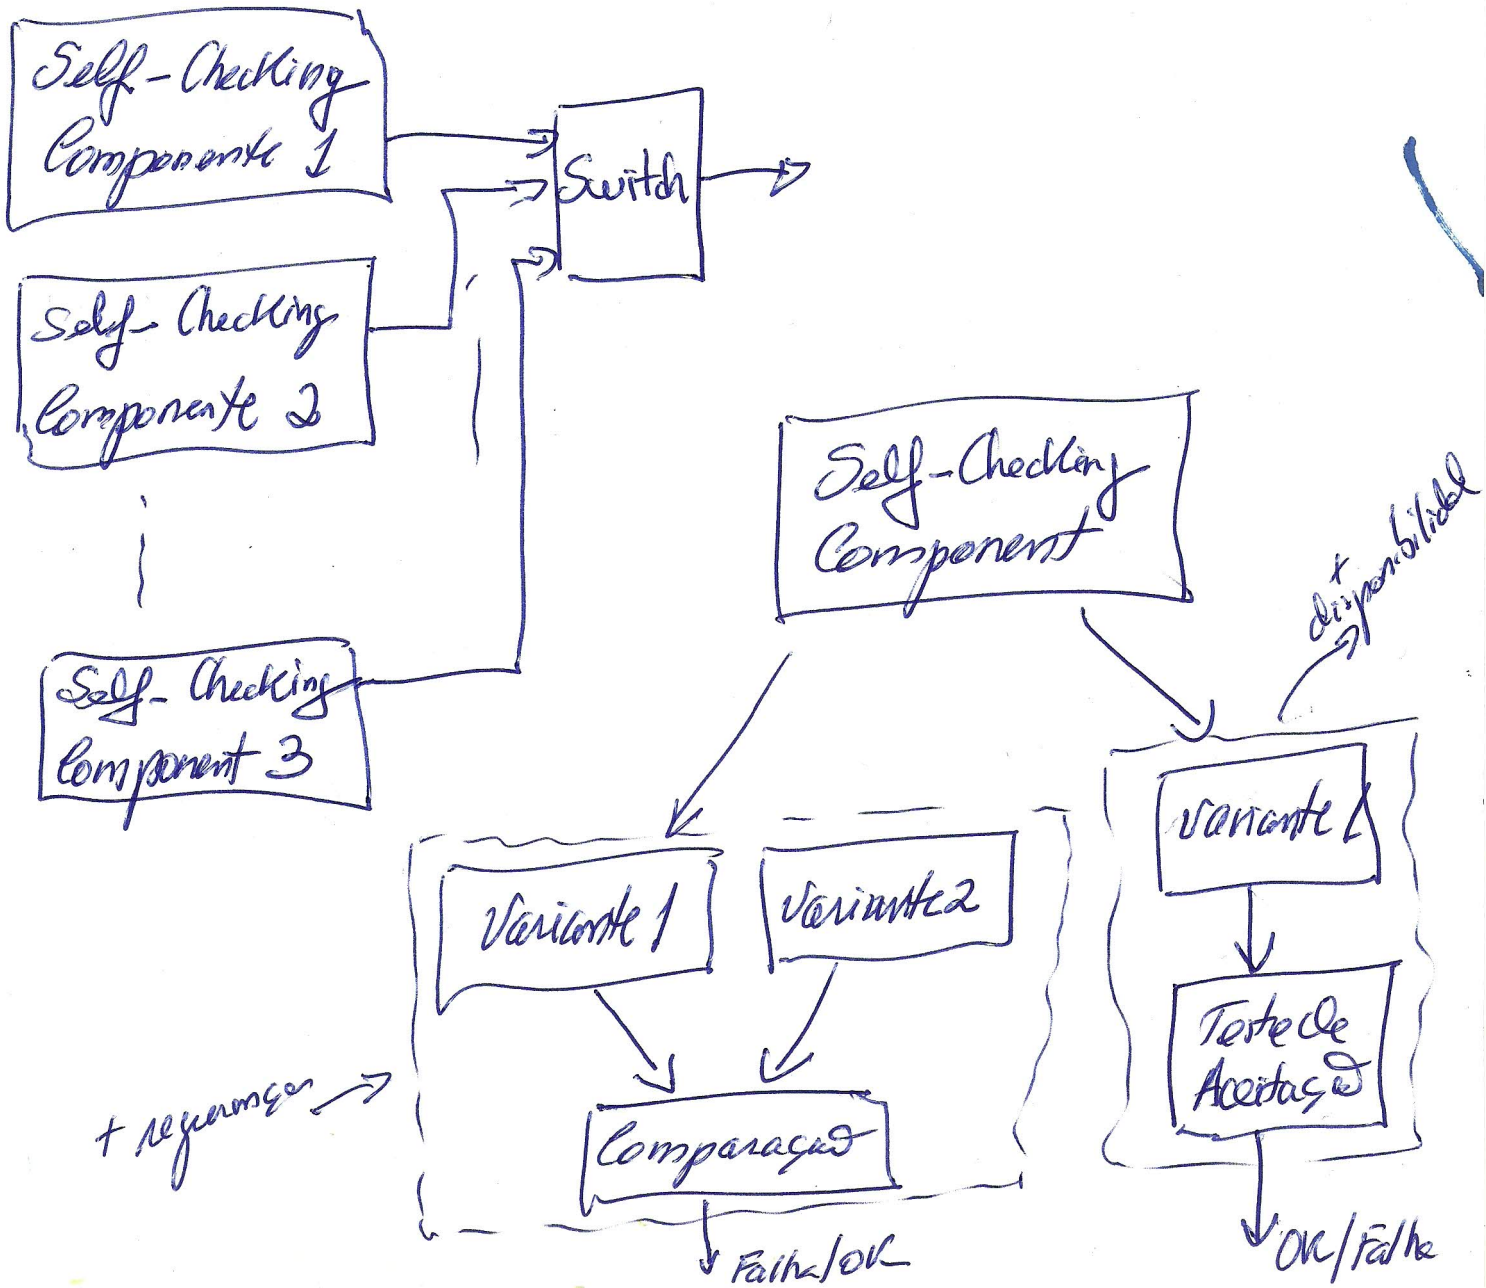 Self-Checking
Componente 1
Switch
Self-Checking
Componente 2
Self-Checking
Component 3
Self-Checking
Component
+
disponibilidad
Variante 1
Variante 2
Variante 1
Teste de
Aceitação
+ segurança
Comparação
Falha/OK
OK/Falha